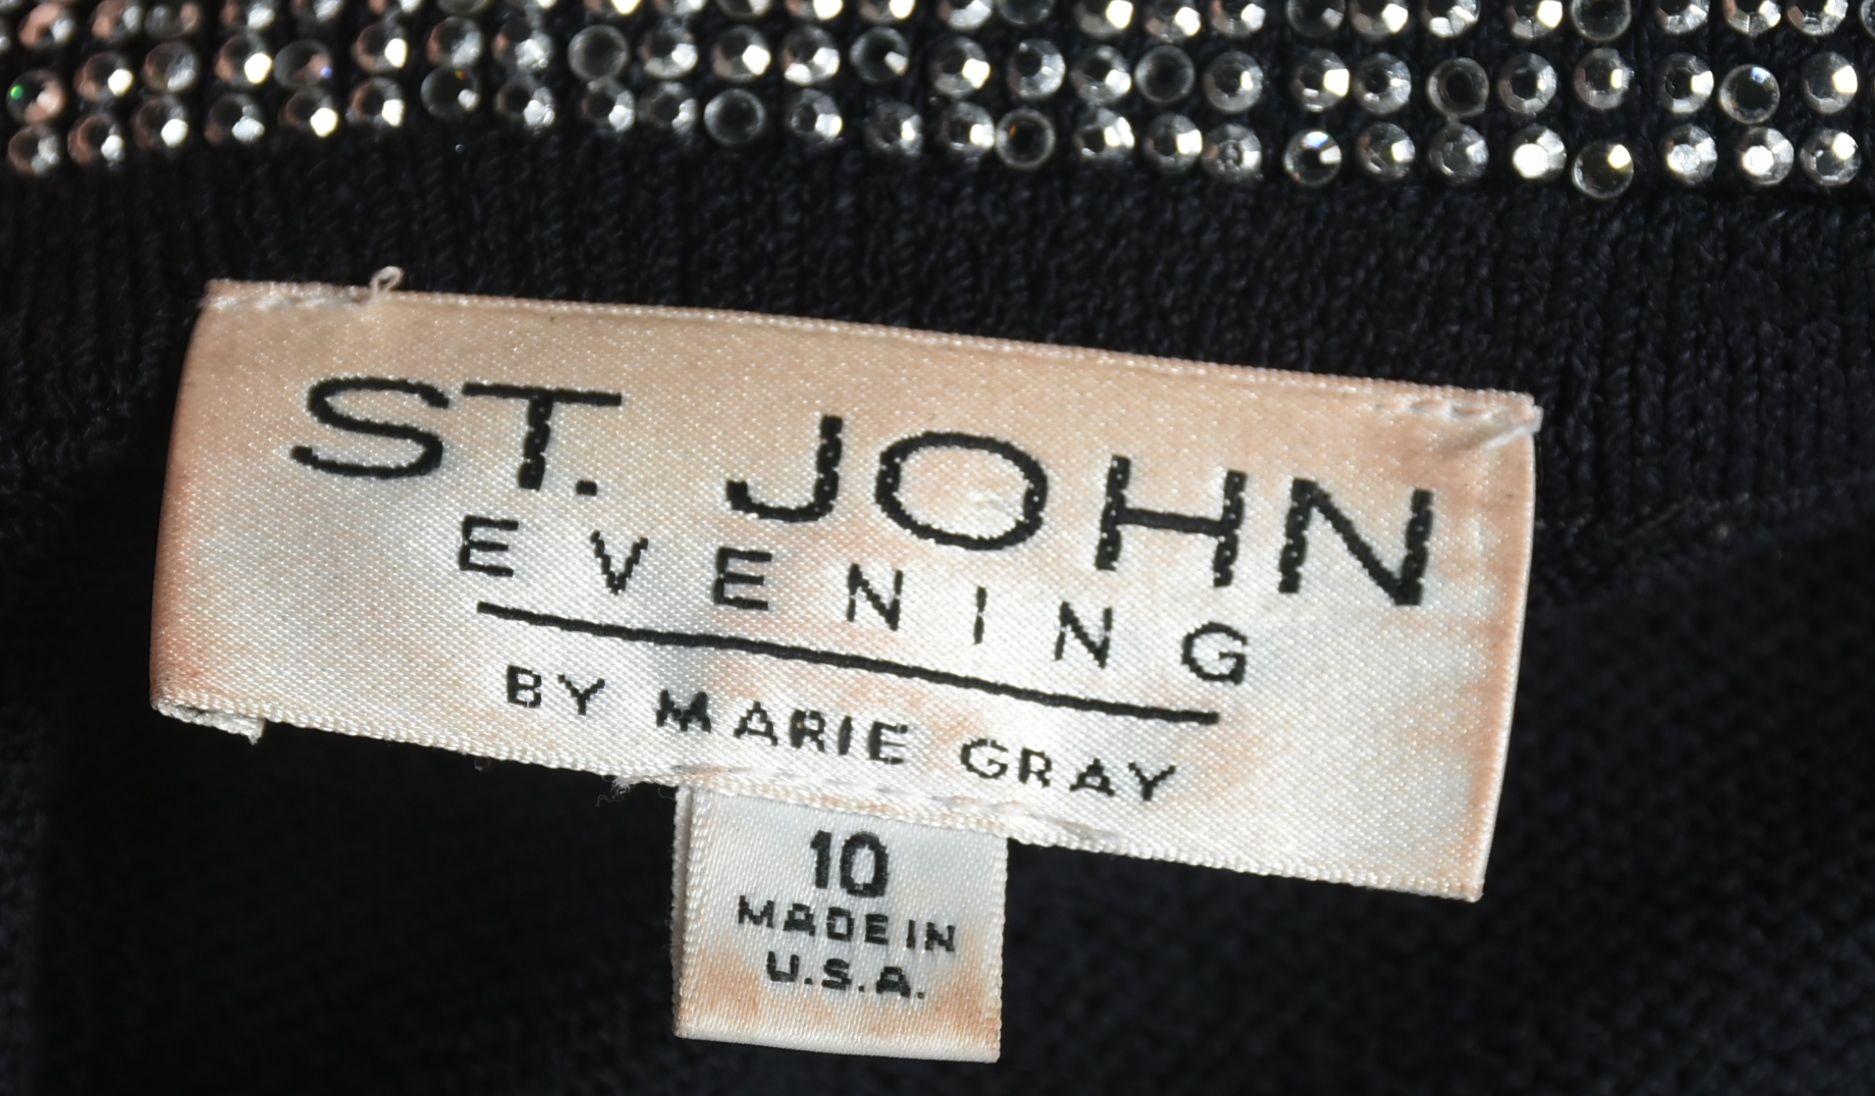 ST. JOHN
EVENING
BY MARIE GRAY
10
MADE IN
U.S.A.